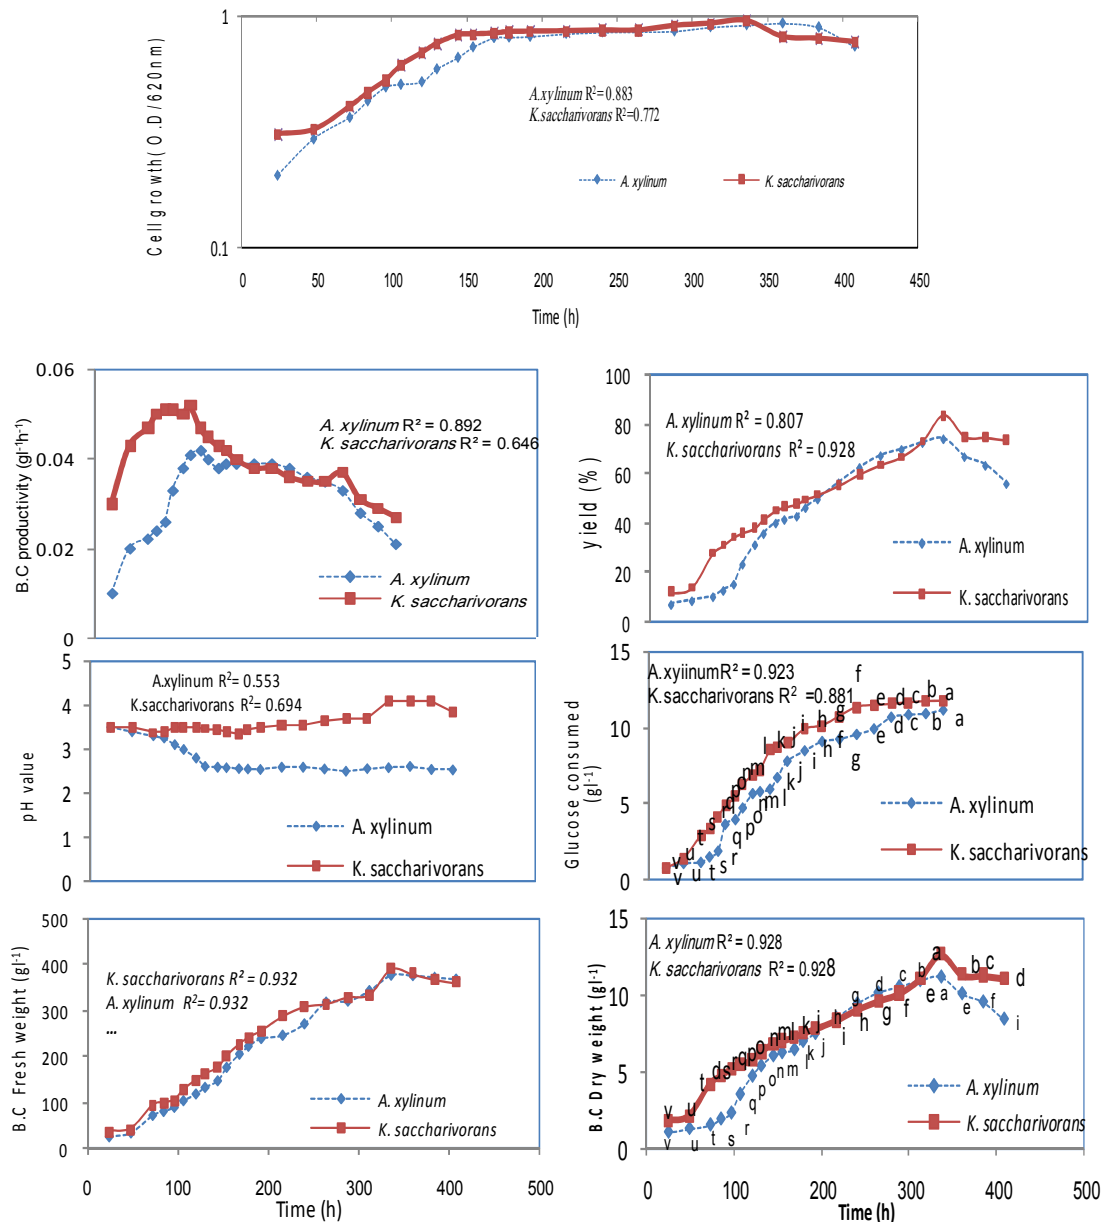 1
0.1
Cell growth( O.D/620nm)
A.xylinum R²=0.883
K.saccharivorans R²=0.772
A. xylinum
K. saccharivorans
0 50 100 150 200 250 300 350 400 450
Time (h)
0.06
0.04
0.02
0
B.C productivity (gl⁻¹h⁻¹)
A. xylinum R² = 0.892
K. saccharivorans R² = 0.646
A. xylinum
K. saccharivorans
100
80
60
40
20
0
yield (%)
A. xylinum R² = 0.807
K. saccharivorans R² = 0.928
A. xylinum
K. saccharivorans
0 100 200 300 400 500
5
4
3
2
1
0
pH value
A.xylinum R²= 0.553
K.saccharivorans R²= 0.694
A. xylinum
K. saccharivorans
15
10
5
0
Glucose consumed
(gl⁻¹)
A.xyiinumR² = 0.923
K.saccharivorans R² =0.881
f
g e d c b a
h
i
j
k
l
A. xylinum
K. saccharivorans
500
400
300
200
100
0
B.C Fresh weight (gl⁻¹)
K. saccharivorans R² = 0.932
A. xylinum R² =0.932
...
A. xylinum
K. saccharivorans
0 100 200 300 400 500
Time (h)
15
10
5
0
B.C Dry weight (gl⁻¹)
A. xylinum R² = 0.928
K. saccharivorans R² = 0.928
v u t d s r q p o n m l k j h g d c b a b c d
v u t s r q p o n m l j i h g f e a e f i
A. xylinum
K. saccharivorans
0 100 200 300 400 500
Time (h)